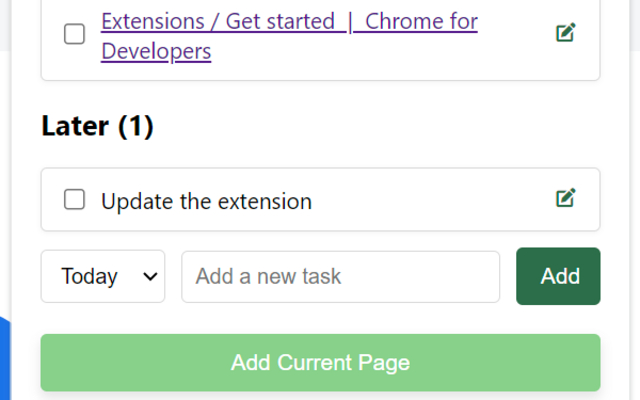 Extensions / Get started | Chrome for
Developers
Later (1)
Update the extension
Today
Add a new task
Add
Add Current Page